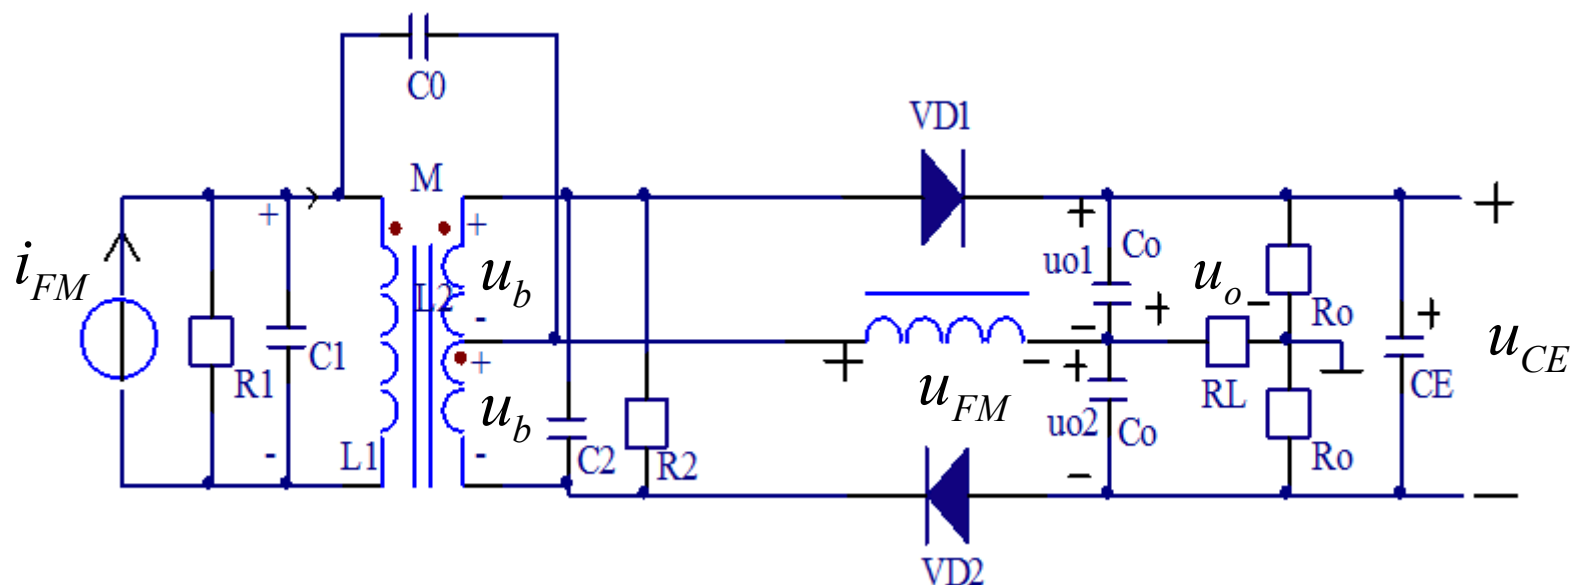 C0
VD1
M
+
+
+
+
i_FM
L2
u_b
-
uo1
Co
u_o
-
+
Ro
+
u_CE
R1
C1
+
+
-
-
+
u_FM
RL
CE
u_b
uo2
Co
-
L1
-
C2
R2
-
Ro
-
VD2